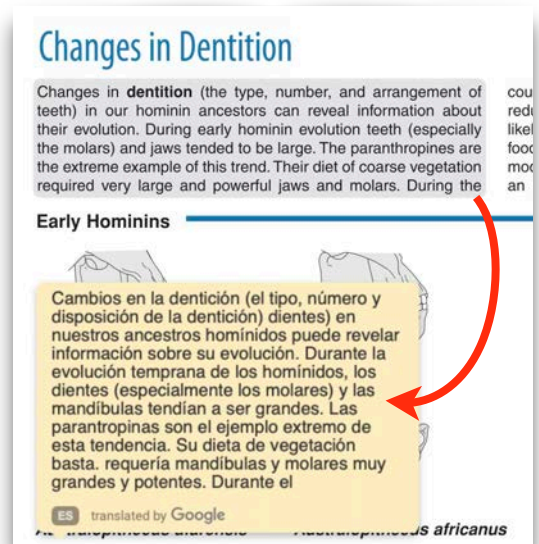 Changes in Dentition
Changes in dentition (the type, number, and arrangement of
teeth) in our hominin ancestors can reveal information about
their evolution. During early hominin evolution teeth (especially
the molars) and jaws tended to be large. The paranthropines are
the extreme example of this trend. Their diet of coarse vegetation
required very large and powerful jaws and molars. During the
cou
redu
likel
food
mod
an
Early Hominins
Cambios en la dentición (el tipo, número y
disposición de la dentición) dientes) en
nuestros ancestros homínidos puede revelar
información sobre su evolución. Durante la
evolución temprana de los homínidos, los
dientes (especialmente los molares) y las
mandíbulas tendían a ser grandes. Las
parantropinas son el ejemplo extremo de
esta tendencia. Su dieta de vegetación
basta. requería mandíbulas y molares muy
grandes y potentes. Durante el
ES translated by Google
africanus